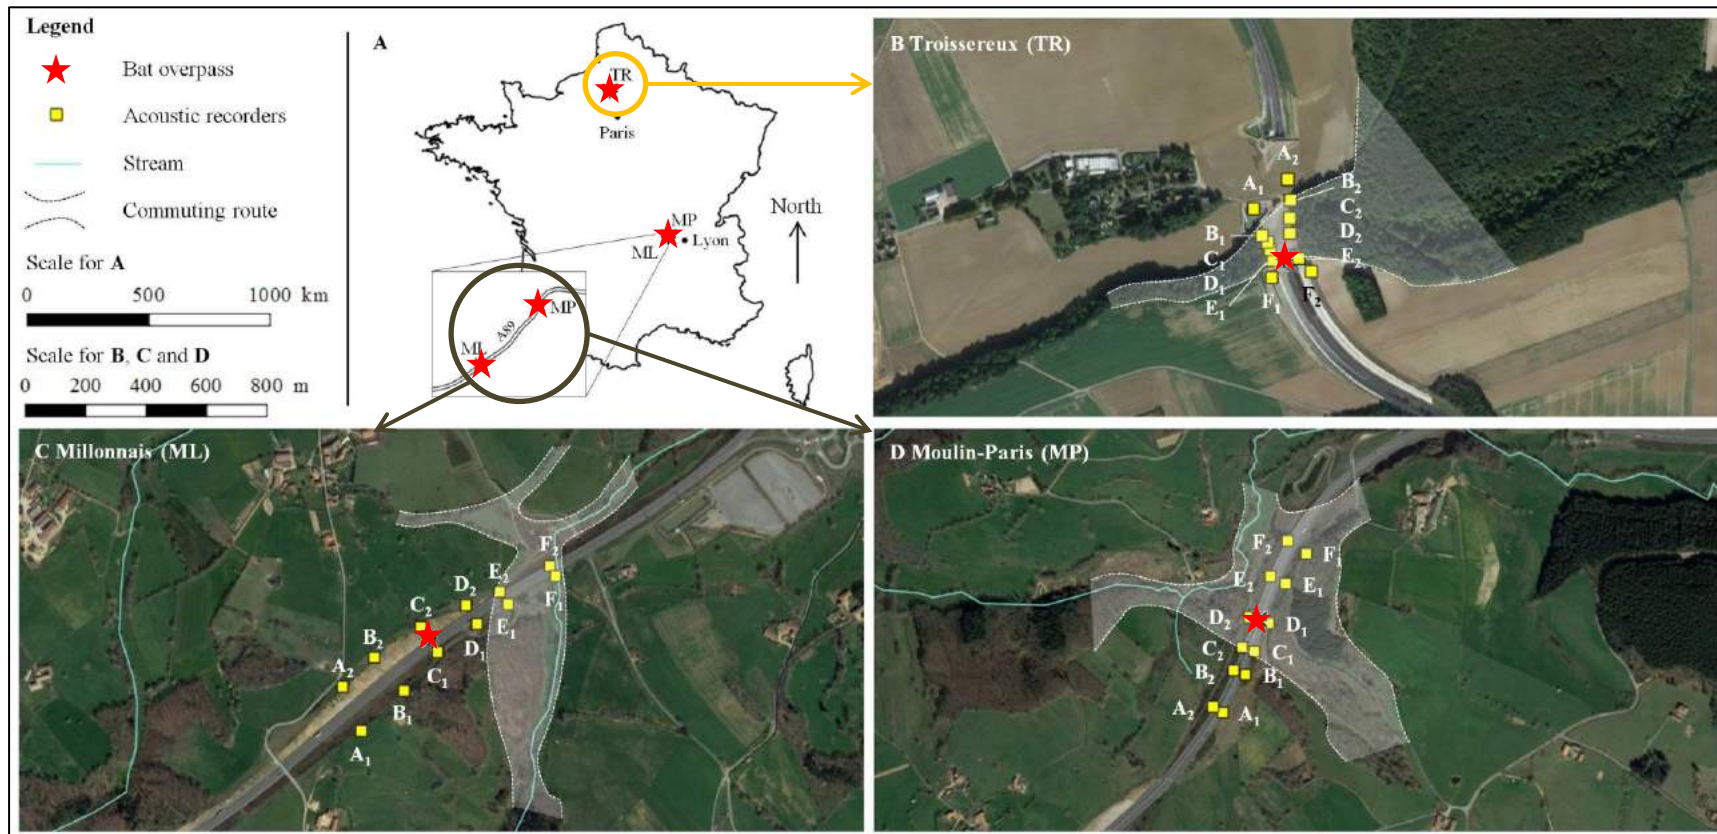 Legend
Bat overpass
Acoustic recorders
Stream
Commuting route
Scale for A
0 500 1000 km
Scale for B, C and D
0 200 400 600 800 m
A
TR
Paris
MP
ML
Lyon
North
MP
A89
ML
B Troissereux (TR)
A₂
A₁
B₂
C₂
B₁
D₂
C₁
E₂
D₁
E₁
F₁
F₂
C Millonnais (ML)
F₂
E₂
D₂
F₁
C₂
E₁
B₂
D₁
A₂
C₁
B₁
A₁
D Moulin-Paris (MP)
F₂
F₁
E₂
E₁
D₂
D₁
C₂
C₁
B₂
B₁
A₂
A₁